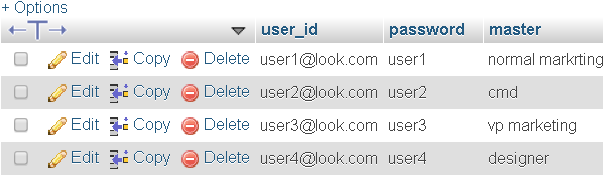 + Options
user_id password master
Edit Copy Delete user1@look.com user1 normal markrting
Edit Copy Delete user2@look.com user2 cmd
Edit Copy Delete user3@look.com user3 vp marketing
Edit Copy Delete user4@look.com user4 designer